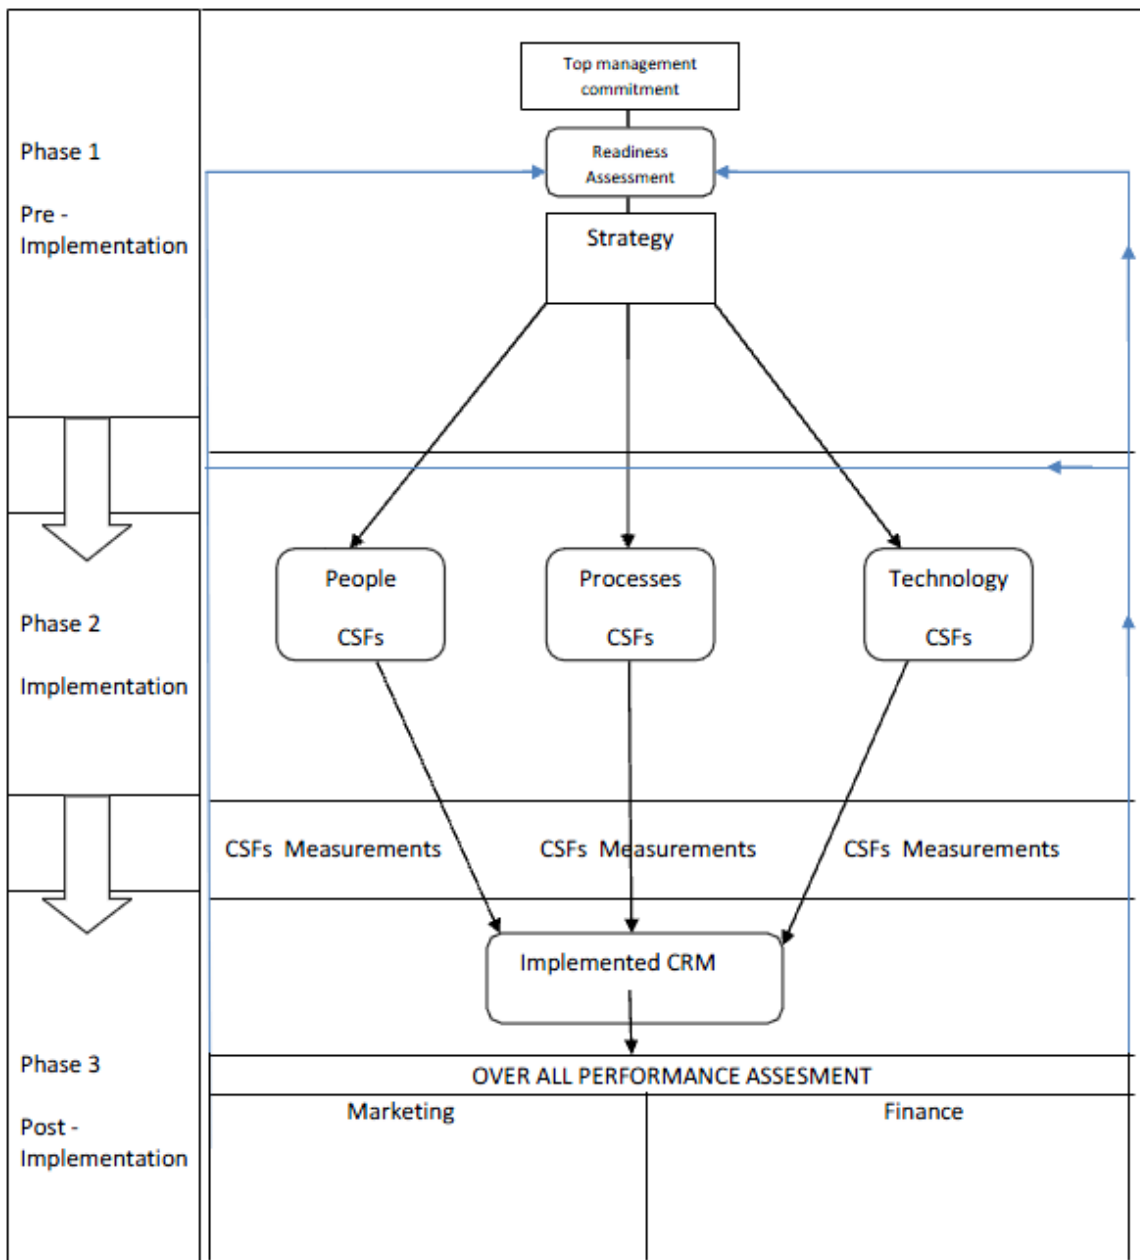 Top management
commitment
Phase 1
Readiness
Assessment
Pre -
Implementation
Strategy
People
Processes
Technology
CSFs
CSFs
CSFs
Phase 2
Implementation
CSFs Measurements
CSFs Measurements
CSFs Measurements
Implemented CRM
Phase 3
OVER ALL PERFORMANCE ASSESMENT
Marketing
Finance
Post -
Implementation